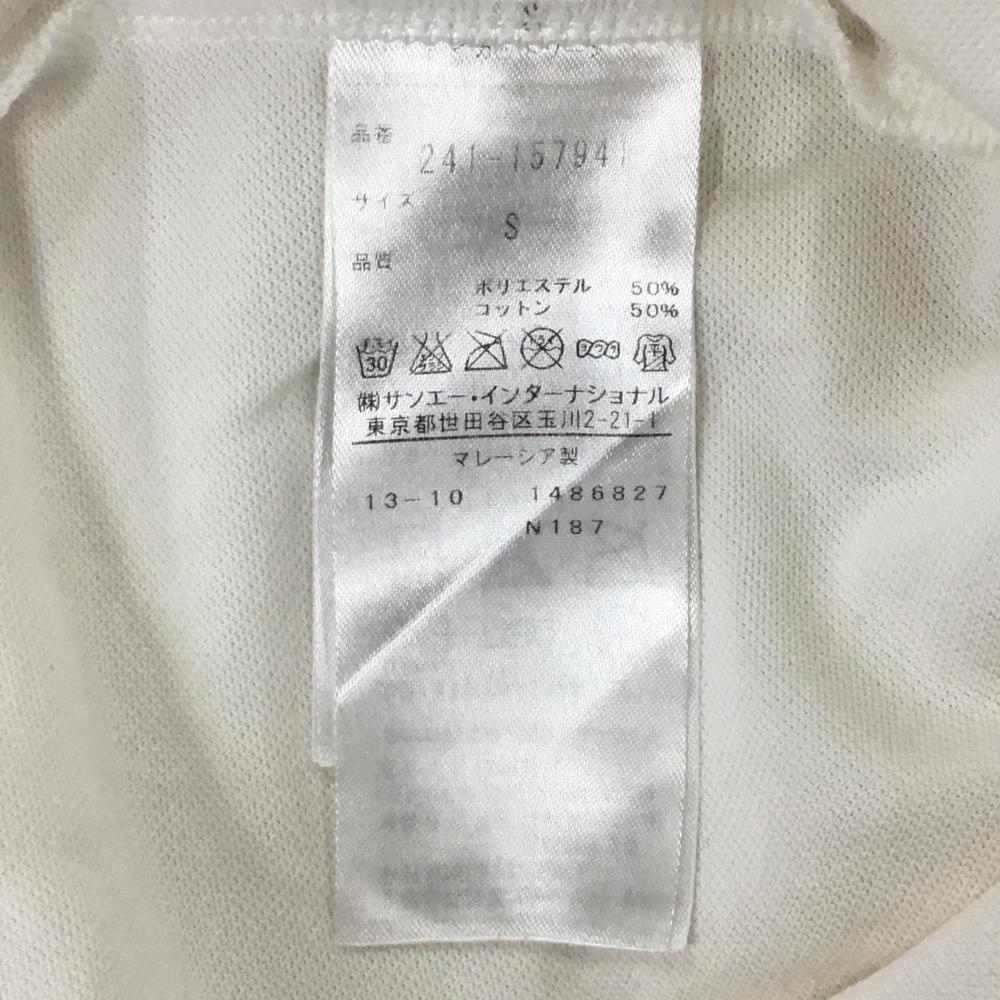 品番
241-157941
サイズ
S
品質
ポリエステル 50%
コットン 50%
30
(株)サンエー・インターナショナル
東京都世田谷区玉川2-21-1
マレーシア製
13-10 1486827
N187